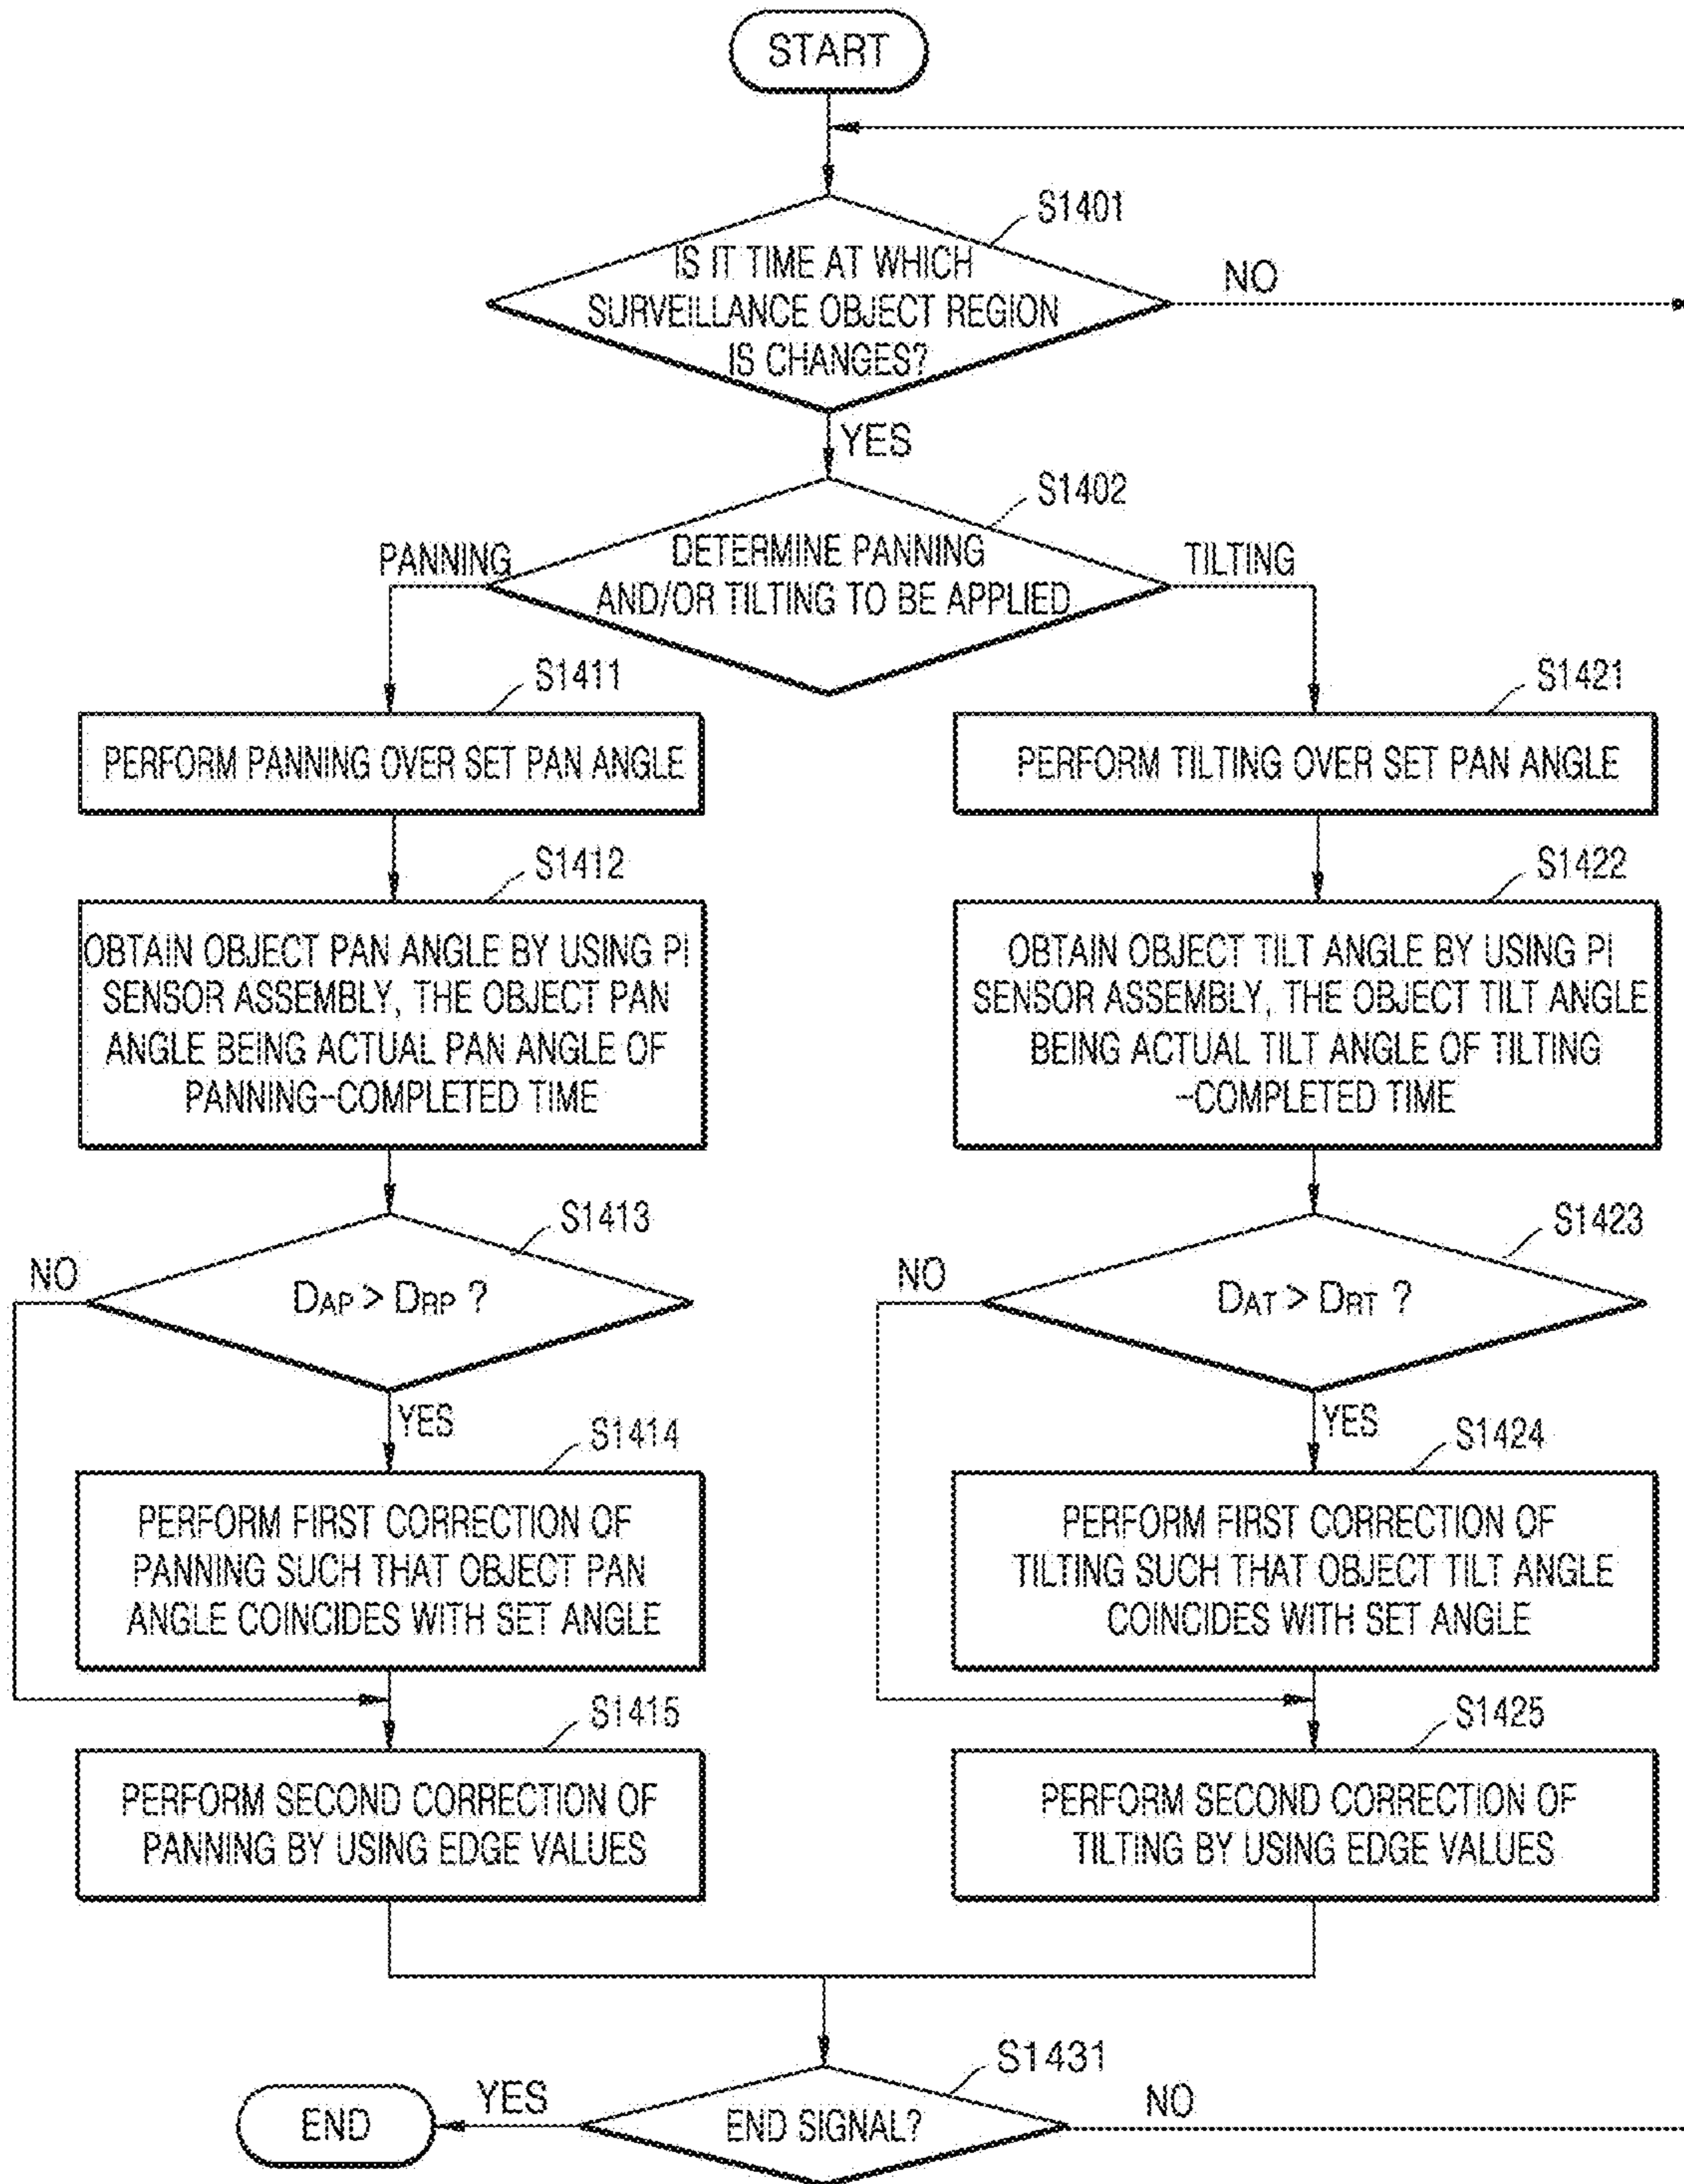 START
S1401
IS IT TIME AT WHICH
SURVEILLANCE OBJECT REGION
IS CHANGES?
NO
YES
S1402
PANNING
DETERMINE PANNING
AND/OR TILTING TO BE APPLIED
TILTING
S1411
PERFORM PANNING OVER SET PAN ANGLE
S1421
PERFORM TILTING OVER SET PAN ANGLE
S1412
OBTAIN OBJECT PAN ANGLE BY USING PI
SENSOR ASSEMBLY, THE OBJECT PAN
ANGLE BEING ACTUAL PAN ANGLE OF
PANNING-COMPLETED TIME
S1422
OBTAIN OBJECT TILT ANGLE BY USING PI
SENSOR ASSEMBLY, THE OBJECT TILT ANGLE
BEING ACTUAL TILT ANGLE OF TILTING
-COMPLETED TIME
S1413
NO
DAP > DRP ?
YES
S1423
NO
DAT > DRT ?
YES
S1414
PERFORM FIRST CORRECTION OF
PANNING SUCH THAT OBJECT PAN
ANGLE COINCIDES WITH SET ANGLE
S1424
PERFORM FIRST CORRECTION OF
TILTING SUCH THAT OBJECT TILT ANGLE
COINCIDES WITH SET ANGLE
S1415
PERFORM SECOND CORRECTION OF
PANNING BY USING EDGE VALUES
S1425
PERFORM SECOND CORRECTION OF
TILTING BY USING EDGE VALUES
S1431
END
YES
END SIGNAL?
NO